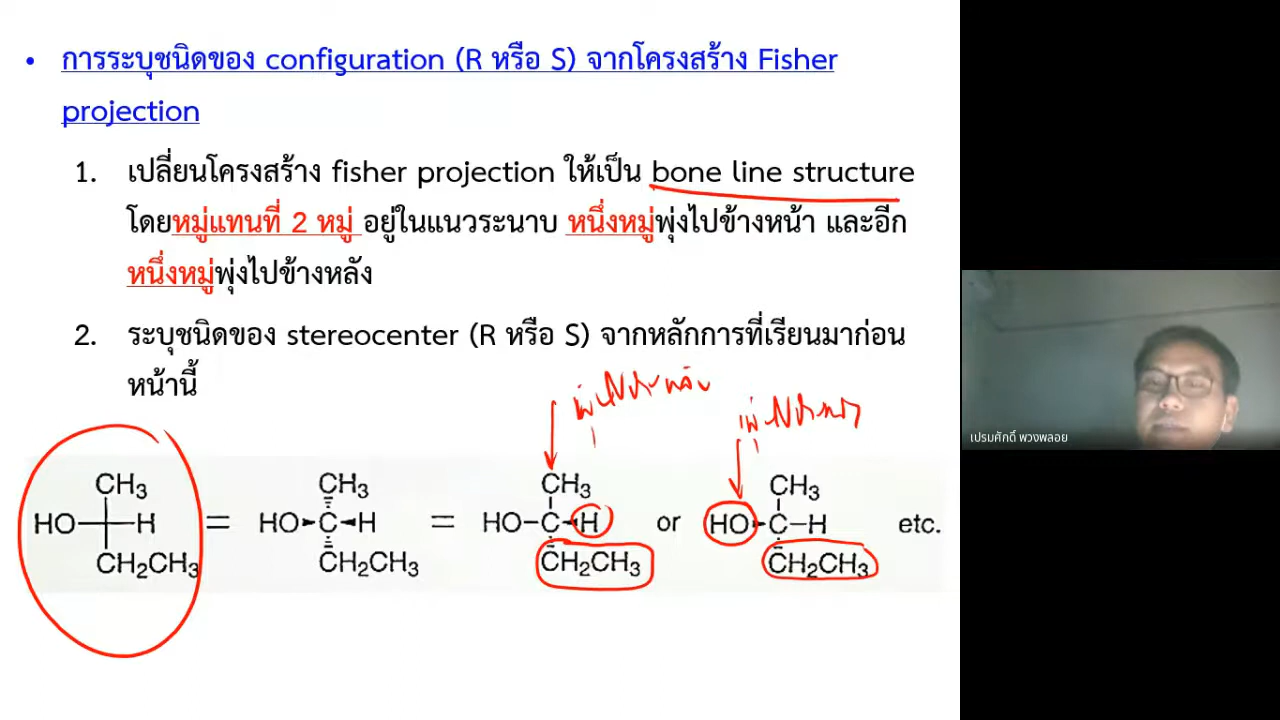 • การระบุชนิดของ configuration (R หรือ S) จากโครงสร้าง Fisher
projection
1. เปลี่ยนโครงสร้าง fisher projection ให้เป็น bone line structure
โดยหมู่แทนที่ 2 หมู่ อยู่ในแนวระนาบ หนึ่งหมู่พุ่งไปข้างหน้า และอีก
หนึ่งหมู่พุ่งไปข้างหลัง
2. ระบุชนิดของ stereocenter (R หรือ S) จากหลักการที่เรียนมาก่อน
หน้านี้
เปรมศักดิ์ พวงพลอย
CH3 CH3 CH3 CH3
HO H = HO C H = HO C H or HO C H etc.
CH2CH3 CH2CH3 CH2CH3 CH2CH3